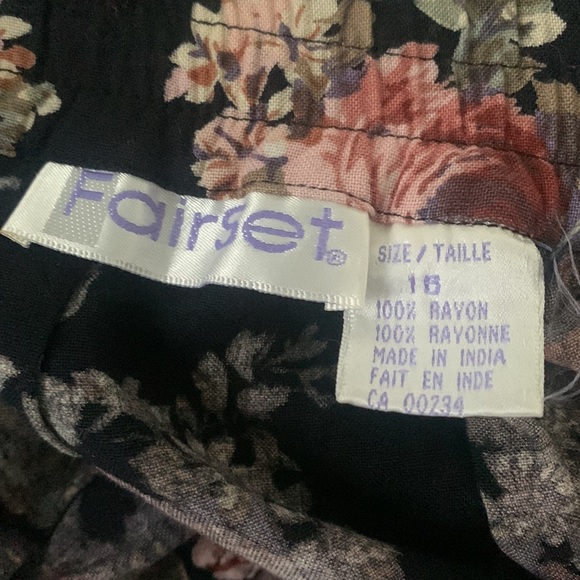 Fairset®
SIZE / TAILLE
16
100% RAYON
100% RAYONNE
MADE IN INDIA
FAIT EN INDE
CA 00234